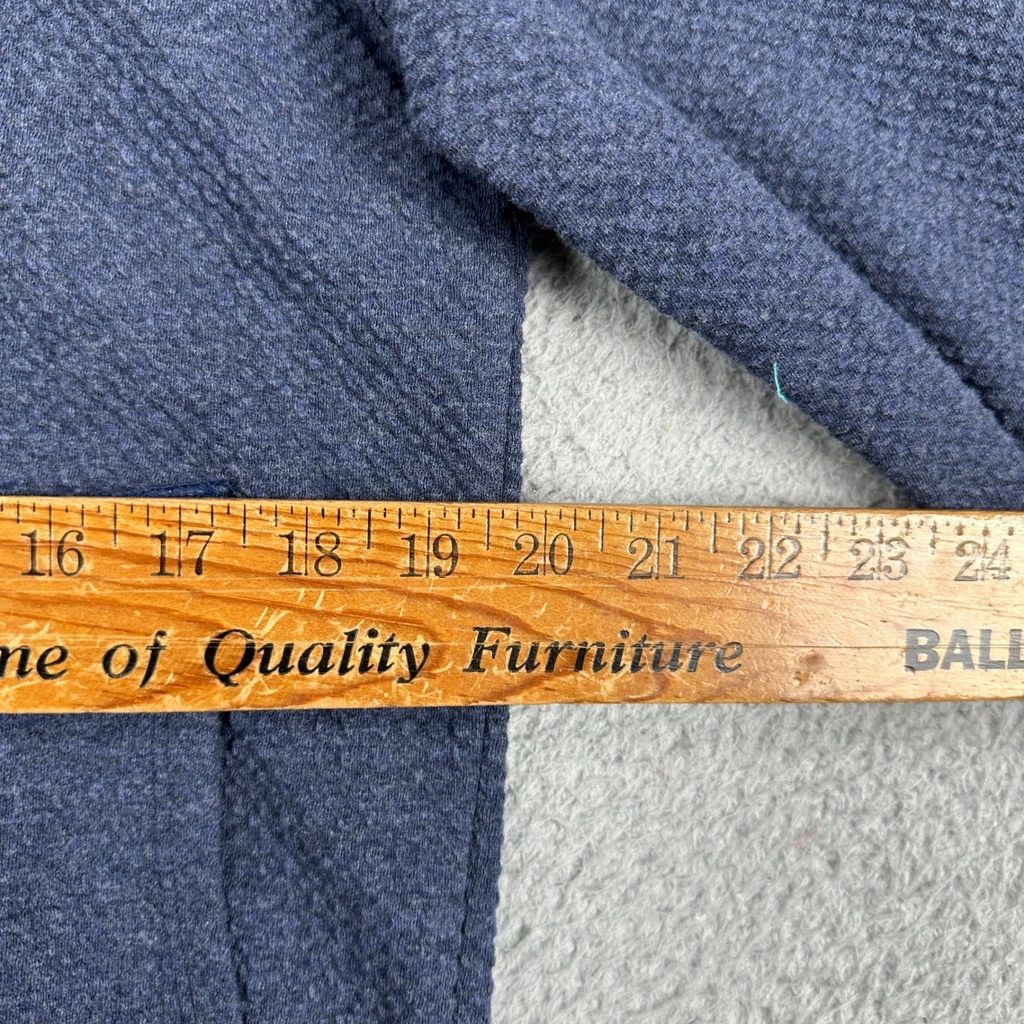 16 17 18 19 20 21 22 23 24
me of Quality Furniture BALL